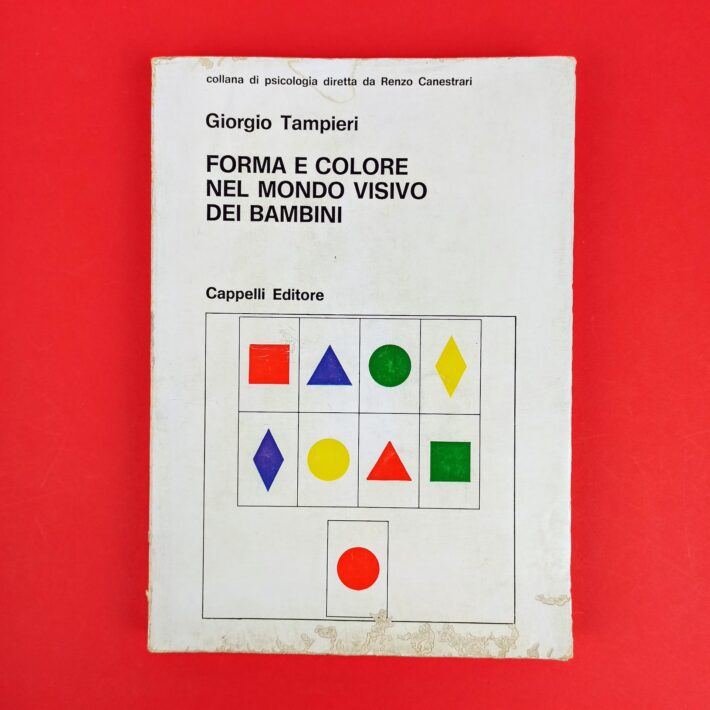 collana di psicologia diretta da Renzo Canestrari
Giorgio Tampieri
FORMA E COLORE
NEL MONDO VISIVO
DEI BAMBINI
Cappelli Editore